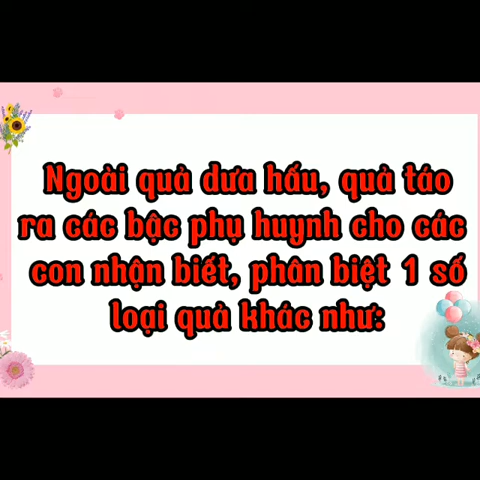 Ngoài quả dưa hấu, quả táo
ra các bậc phụ huynh cho các
con nhận biết, phân biệt 1 số
loại quả khác như: